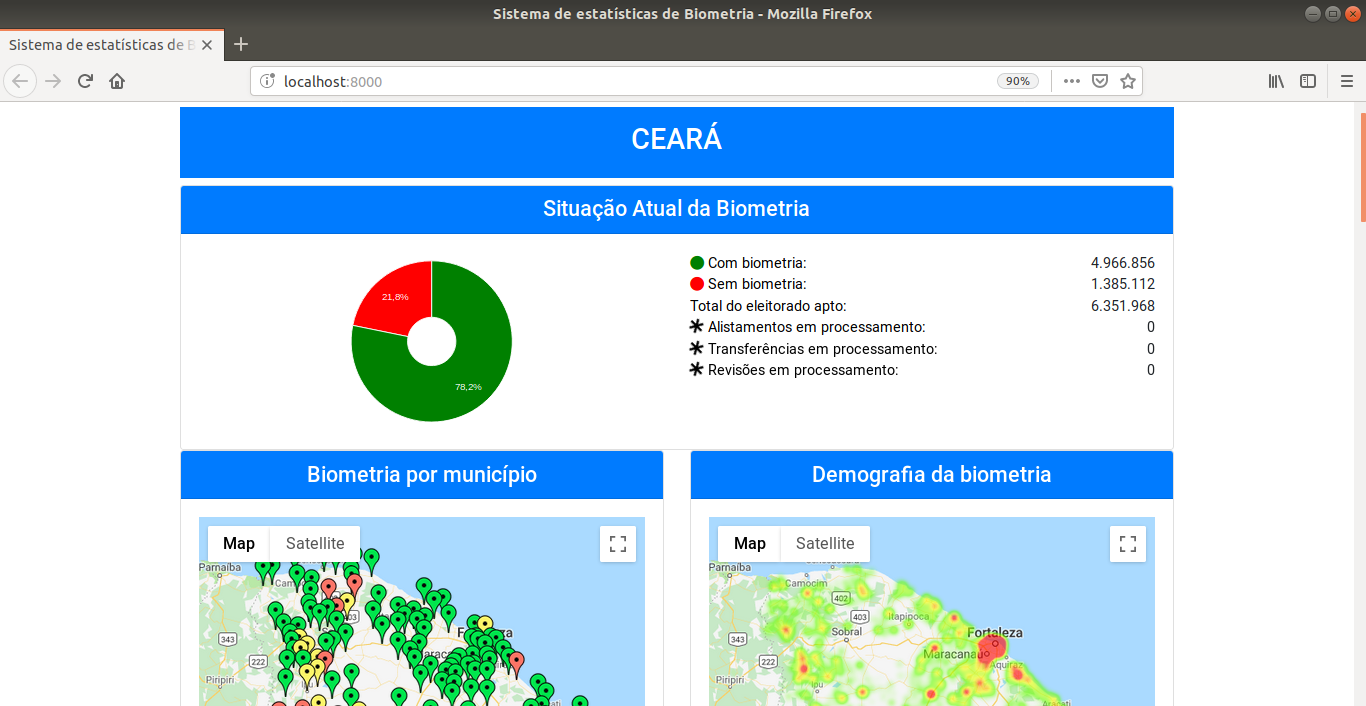 Sistema de estatísticas de Biometria - Mozilla Firefox
Sistema de estatísticas de B
localhost:8000
90%
CEARÁ
Situação Atual da Biometria
21,8%
78,2%
Com biometria: 4.966.856
Sem biometria: 1.385.112
Total do eleitorado apto: 6.351.968
Alistamentos em processamento: 0
Transferências em processamento: 0
Revisões em processamento: 0
Biometria por município
Map Satellite
Parnaíba
Cam
403
343
222
Piripiri
Demografia da biometria
Map Satellite
Parnaíba
Camocim
402
403
Itapipoca
Fortaleza
343
Sobral
222
Maracanaú
Aquiraz
Piripiri
Ipu
Aracati